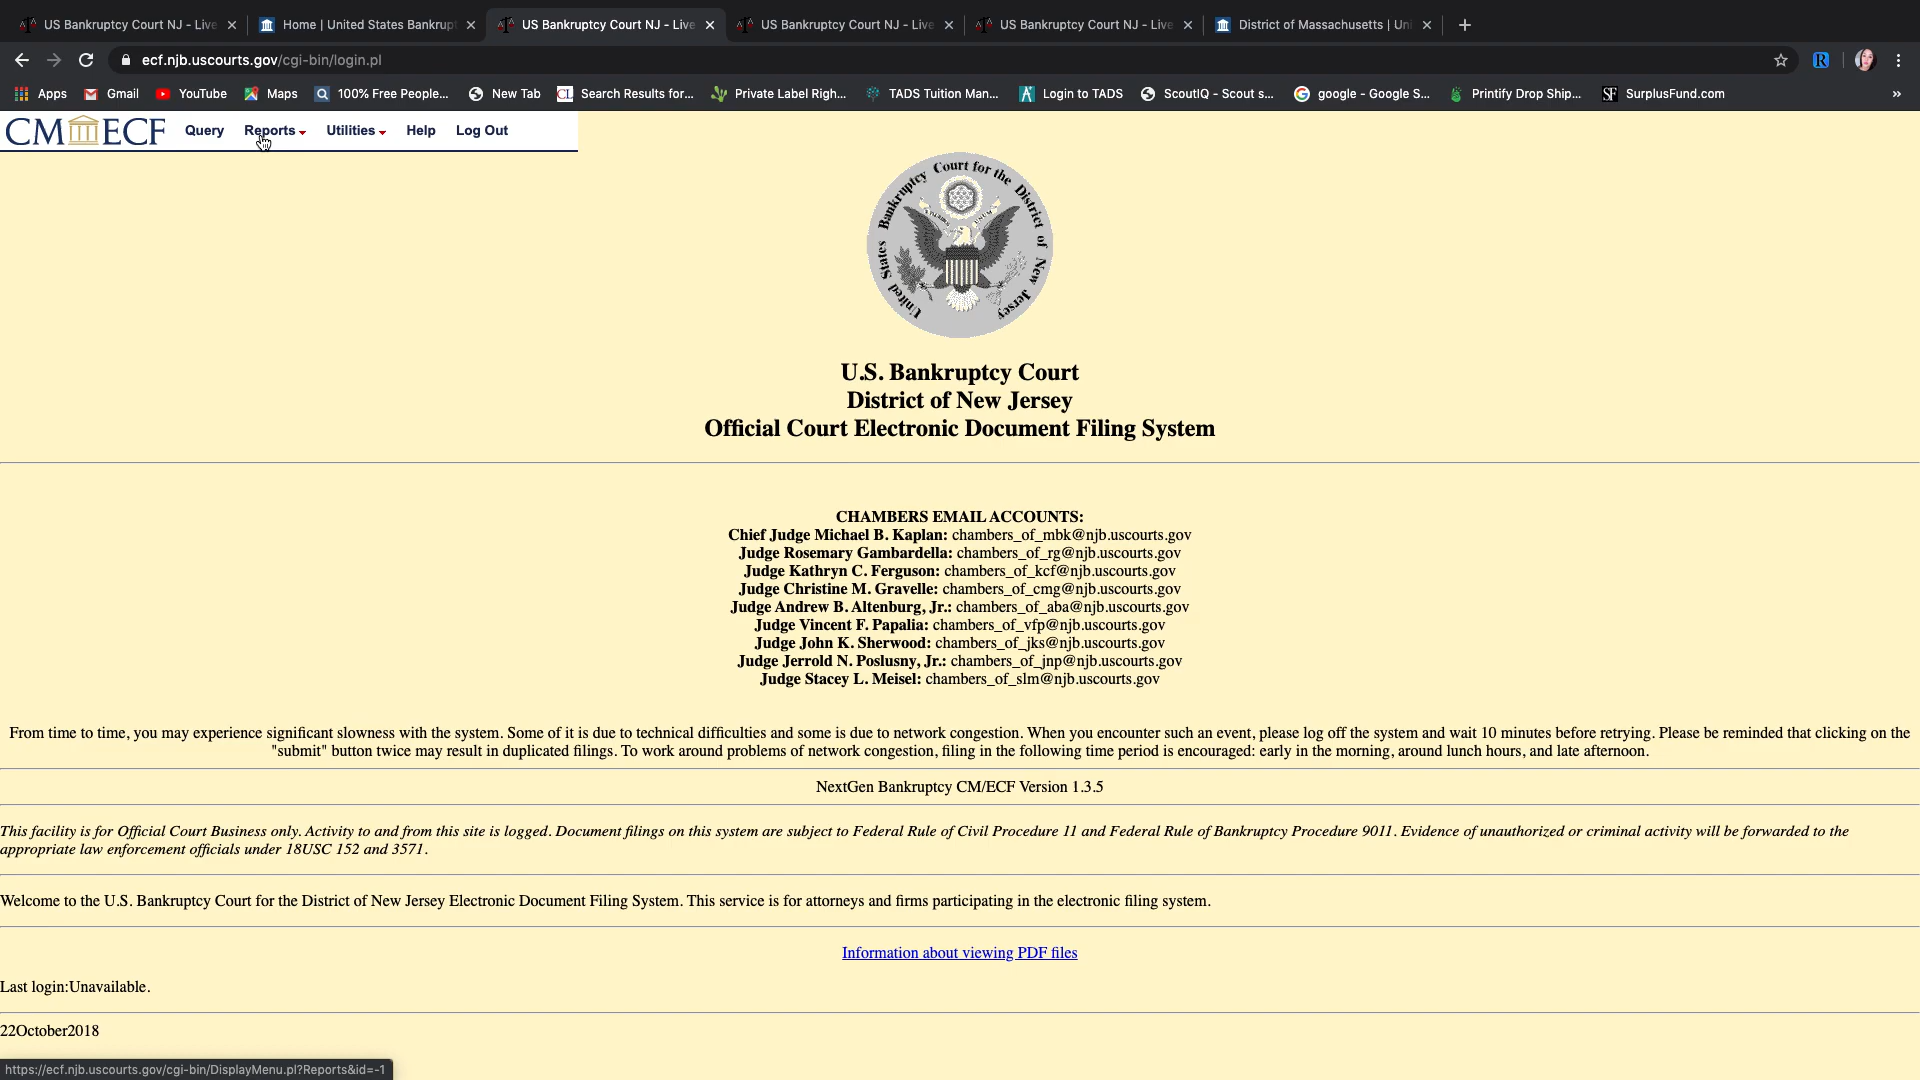 US Bankruptcy Court NJ - Live
Home | United States Bankrupt
US Bankruptcy Court NJ - Live
US Bankruptcy Court NJ - Live
US Bankruptcy Court NJ - Live
District of Massachusetts | Uni
ecf.njb.uscourts.gov/cgi-bin/login.pl
R
Apps
Gmail
YouTube
Maps
100% Free People...
New Tab
CL Search Results for...
Private Label Righ...
TADS Tuition Man...
Login to TADS
ScoutIQ - Scout s...
google - Google S...
Printify Drop Ship...
SF SurplusFund.com
»
CM ECF Query Reports Utilities Help Log Out
United States Bankruptcy Court for the District of New Jersey
U.S. Bankruptcy Court
District of New Jersey
Official Court Electronic Document Filing System
CHAMBERS EMAIL ACCOUNTS:
Chief Judge Michael B. Kaplan: chambers_of_mbk@njb.uscourts.gov
Judge Rosemary Gambardella: chambers_of_rg@njb.uscourts.gov
Judge Kathryn C. Ferguson: chambers_of_kcf@njb.uscourts.gov
Judge Christine M. Gravelle: chambers_of_cmg@njb.uscourts.gov
Judge Andrew B. Altenburg, Jr.: chambers_of_aba@njb.uscourts.gov
Judge Vincent F. Papalia: chambers_of_vfp@njb.uscourts.gov
Judge John K. Sherwood: chambers_of_jks@njb.uscourts.gov
Judge Jerrold N. Poslusny, Jr.: chambers_of_jnp@njb.uscourts.gov
Judge Stacey L. Meisel: chambers_of_slm@njb.uscourts.gov
From time to time, you may experience significant slowness with the system. Some of it is due to technical difficulties and some is due to network congestion. When you encounter such an event, please log off the system and wait 10 minutes before retrying. Please be reminded that clicking on the
"submit" button twice may result in duplicated filings. To work around problems of network congestion, filing in the following time period is encouraged: early in the morning, around lunch hours, and late afternoon.
NextGen Bankruptcy CM/ECF Version 1.3.5
This facility is for Official Court Business only. Activity to and from this site is logged. Document filings on this system are subject to Federal Rule of Civil Procedure 11 and Federal Rule of Bankruptcy Procedure 9011. Evidence of unauthorized or criminal activity will be forwarded to the
appropriate law enforcement officials under 18USC 152 and 3571.
Welcome to the U.S. Bankruptcy Court for the District of New Jersey Electronic Document Filing System. This service is for attorneys and firms participating in the electronic filing system.
Information about viewing PDF files
Last login:Unavailable.
22October2018
https://ecf.njb.uscourts.gov/cgi-bin/DisplayMenu.pl?Reports&id=-1